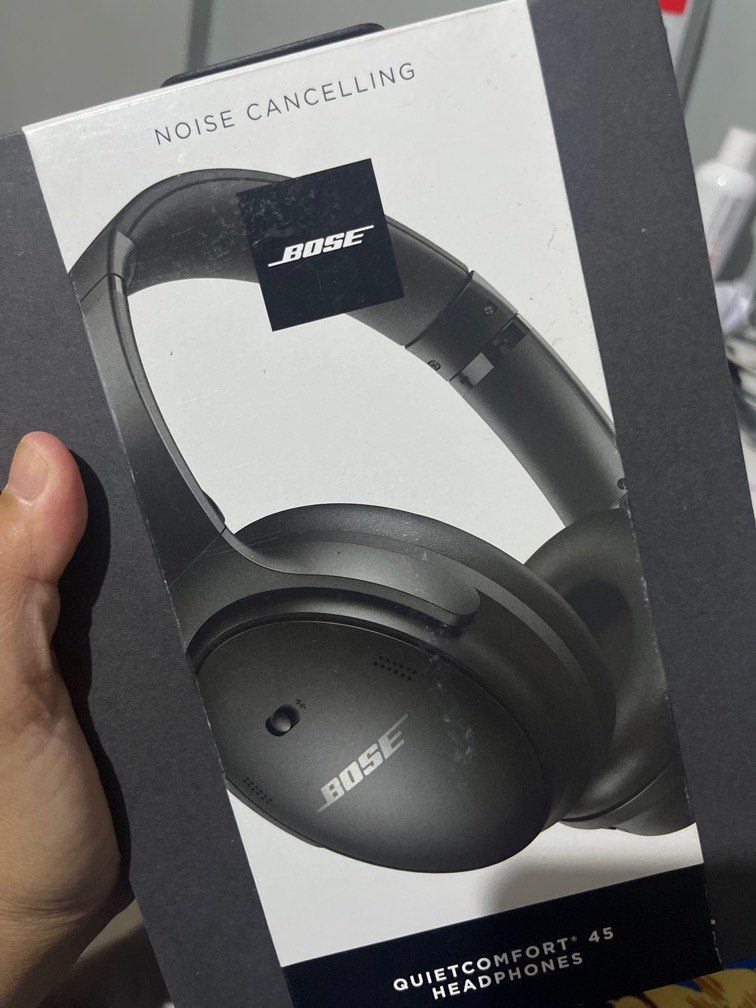 NOISE CANCELLING
BOSE
BOSE
QUIETCOMFORT® 45
HEADPHONES